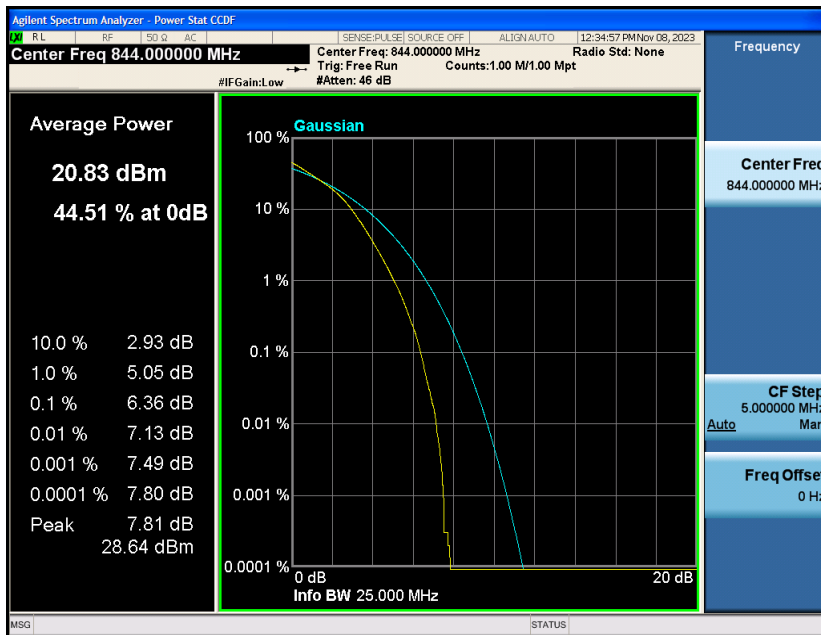 Agilent Spectrum Analyzer - Power Stat CCDF
LXI RL RF 50 Ω AC SENSE:PULSE SOURCE OFF ALIGN AUTO 12:34:57 PM Nov 08, 2023
Center Freq 844.000000 MHz
Center Freq: 844.000000 MHz Radio Std: None
Trig: Free Run Counts:1.00 M/1.00 Mpt
#IFGain:Low #Atten: 46 dB
Average Power
20.83 dBm
44.51 % at 0dB
10.0 % 2.93 dB
1.0 % 5.05 dB
0.1 % 6.36 dB
0.01 % 7.13 dB
0.001 % 7.49 dB
0.0001 % 7.80 dB
Peak 7.81 dB
28.64 dBm
Gaussian
100 %
10 %
1 %
0.1 %
0.01 %
0.001 %
0.0001 %
0 dB 20 dB
Info BW 25.000 MHz
Frequency
Center Freq
844.000000 MHz
CF Step
5.000000 MHz
Auto Man
Freq Offset
0 Hz
MSG STATUS